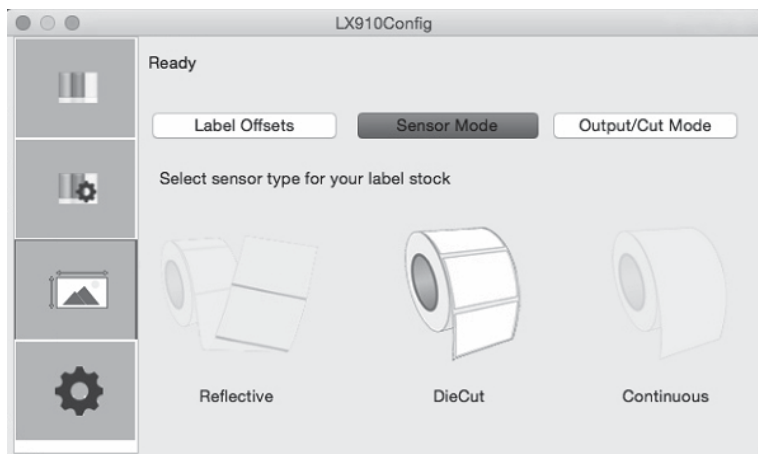 LX910Config
Ready
Label Offsets Sensor Mode Output/Cut Mode
Select sensor type for your label stock
Reflective DieCut Continuous